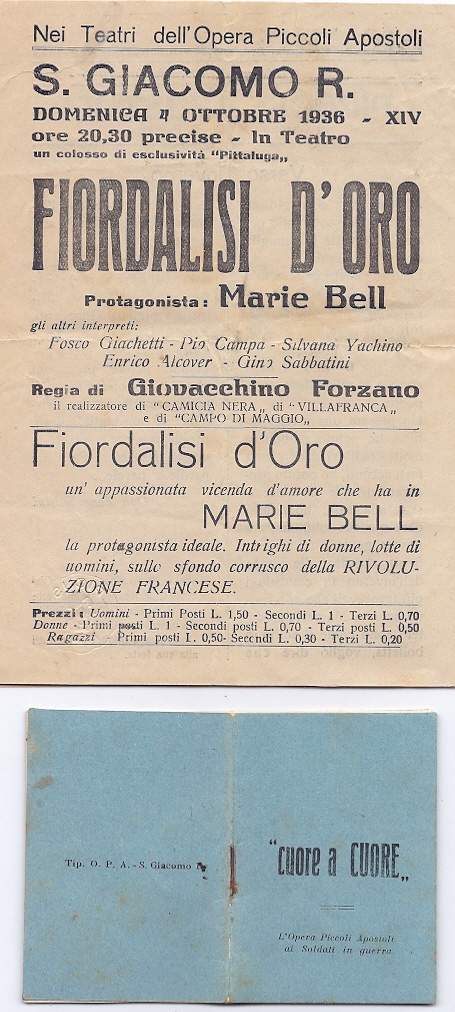 Nei Teatri dell'Opera Piccoli Apostoli
S. GIACOMO R.
DOMENICA 4 OTTOBRE 1936 - XIV
ore 20,30 precise - In Teatro
un colosso di esclusività "Pittaluga„
FIORDALISI D'ORO
Protagonista: Marie Bell
gli altri interpreti:
Fosco Giachetti - Pio Campa - Silvana Yachino
Enrico Alcover - Gino Sabbatini
Regia di Giovacchino Forzano
il realizzatore di "CAMICIA NERA„ di "VILLAFRANCA„
e di "CAMPO DI MAGGIO„
Fiordalisi d'Oro
un' appassionata vicenda d'amore che ha in
MARIE BELL
la protagonista ideale. Intrighi di donne, lotte di
uomini, sullo sfondo corrusco della RIVOLU-
ZIONE FRANCESE.
Prezzi: Uomini - Primi Posti L. 1,50 - Secondi L. 1 - Terzi L. 0,70
Donne - Primi posti L. 1 - Secondi posti L. 0,70 - Terzi posti L. 0,50
Ragazzi - Primi posti l. 0,50 - Secondi L. 0,30 - Terzi L. 0,20
Tip. O. P. A. - S. Giacomo R.
"cuore a CUORE„
L'Opera Piccoli Apostoli
ai Soldati in guerra